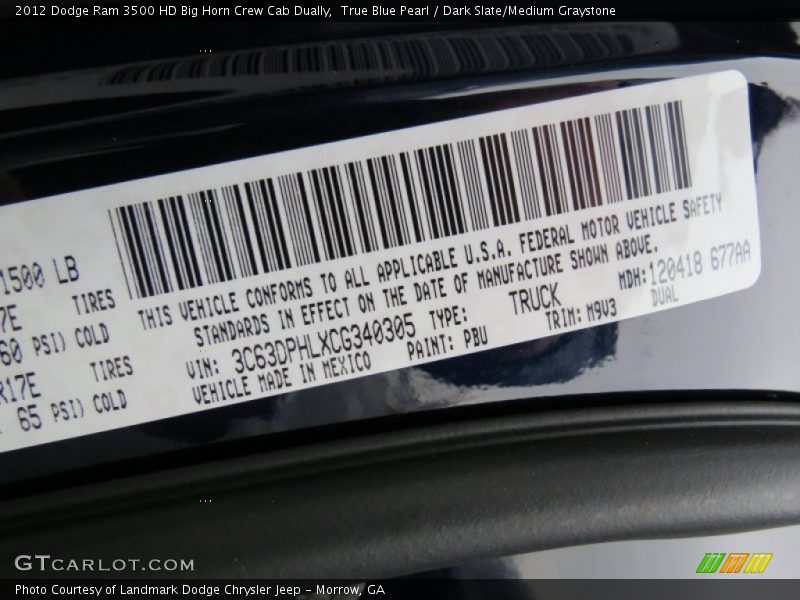 2012 Dodge Ram 3500 HD Big Horn Crew Cab Dually, True Blue Pearl / Dark Slate/Medium Graystone
1500 LB
7E TIRES
60 PSI) COLD
R17E TIRES
65 PSI) COLD
THIS VEHICLE CONFORMS TO ALL APPLICABLE U.S.A. FEDERAL MOTOR VEHICLE SAFETY
STANDARDS IN EFFECT ON THE DATE OF MANUFACTURE SHOWN ABOVE.
MDH: 120418 677AA
VIN: 3C63DPHLXCG340305 TYPE: TRUCK DUAL
VEHICLE MADE IN MEXICO PAINT: PBU TRIM: M9V3
GTCARLOT.COM
Photo Courtesy of Landmark Dodge Chrysler Jeep - Morrow, GA